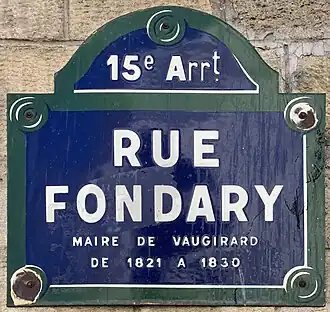 15e Arrt
RUE
FONDARY
MAIRE DE VAUGIRARD
DE 1821 A 1830